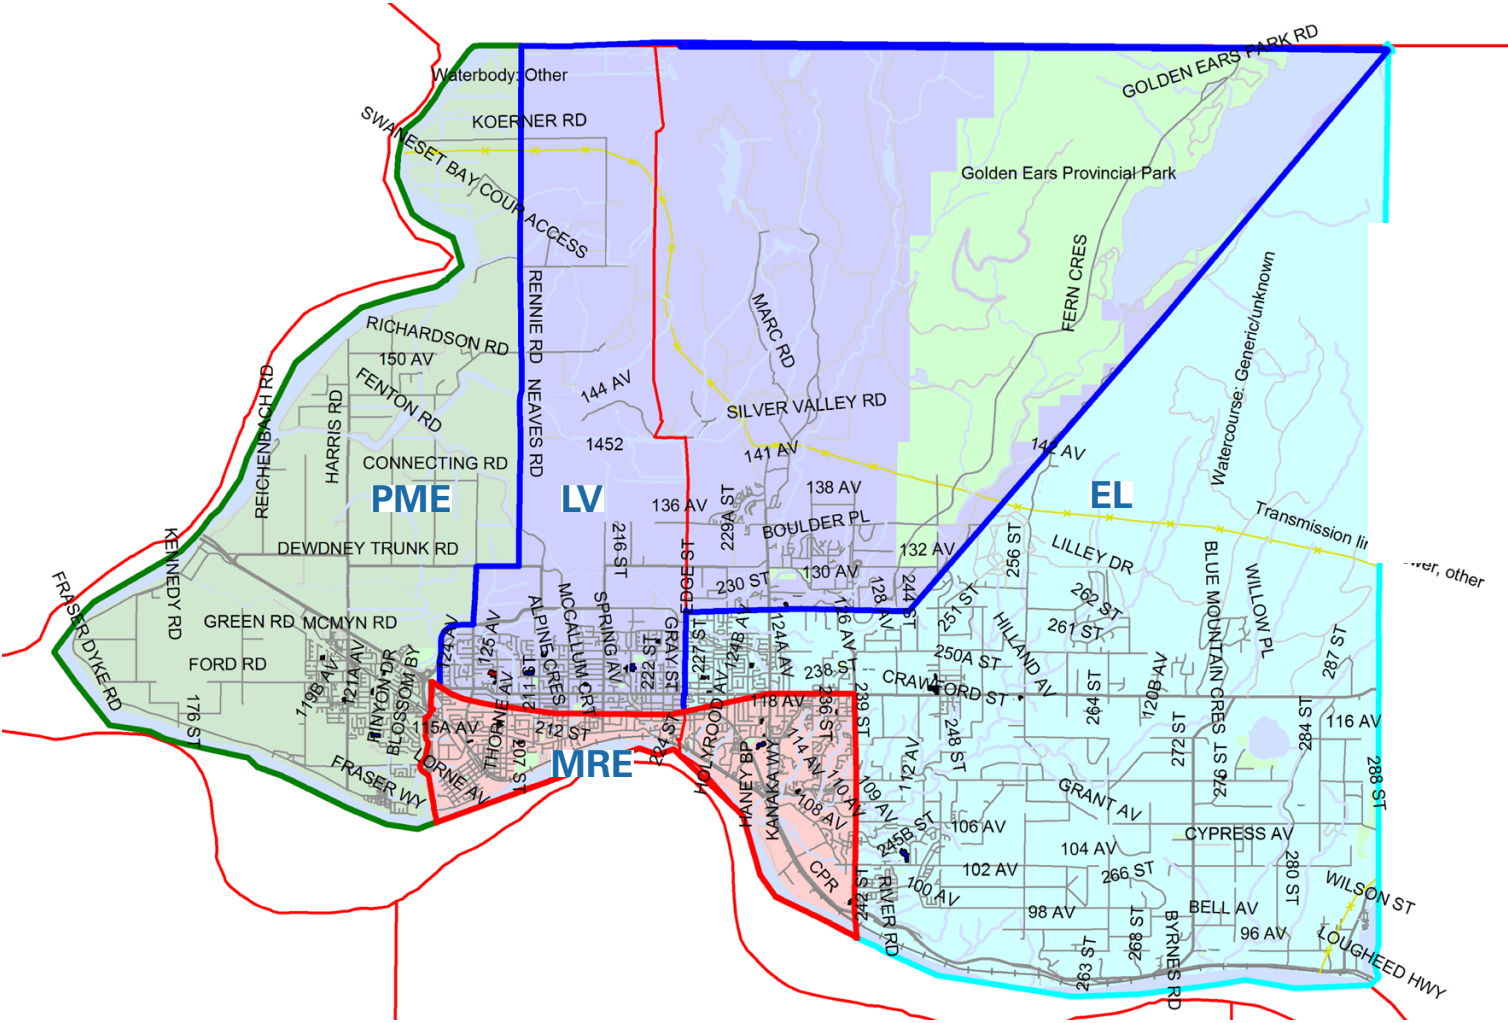 GOLDEN EARS PARK RD
Waterbody: Other
KOERNER RD
SWANESET BAY COUR ACCESS
Golden Ears Provincial Park
FERN CRES
Watercourse: Generic/unknown
RENNIE RD
MARC RD
RICHARDSON RD
150 AV
FENTON RD
144 AV
NEAVES RD
SILVER VALLEY RD
REICHENBACH RD
HARRIS RD
1452
141 AV
142 AV
CONNECTING RD
PME
LV
EL
136 AV
138 AV
229A ST
BOULDER PL
Transmission lir
wer, other
KENNEDY RD
DEWDNEY TRUNK RD
216 ST
EDGE ST
132 AV
256 ST
LILLEY DR
BLUE MOUNTAIN CRES
WILLOW PL
230 ST
130 AV
128 AV
244 ST
251 ST
262 ST
261 ST
FRASER DYKE RD
GREEN RD
MCMYN RD
124 AV
125 AV
ALPINE CRES
MCCALLUM CRT
SPRING AV
222 ST
GRAY ST
227 ST
124B AV
124A AV
126 AV
HILLAND AV
287 ST
FORD RD
119B AV
121A AV
PINYON DR
BLOSSOM BY
211 ST
238 ST
250A ST
CRAWFORD ST
264 ST
120B AV
176 ST
115A AV
THORNE AV
212 ST
224 ST
HOLYROOD AV
118 AV
236 ST
239 ST
248 ST
272 ST
276 ST
284 ST
116 AV
MRE
207 ST
LORNE AV
FRASER WY
HANEY BP
KANAKA WY
114 AV
110 AV
109 AV
112 AV
108 AV
GRANT AV
288 ST
245B ST
106 AV
CYPRESS AV
104 AV
102 AV
266 ST
280 ST
CPR
242 ST
RIVER RD
100 AV
WILSON ST
98 AV
268 ST
BELL AV
96 AV
BYRNES RD
263 ST
LOUGHEED HWY